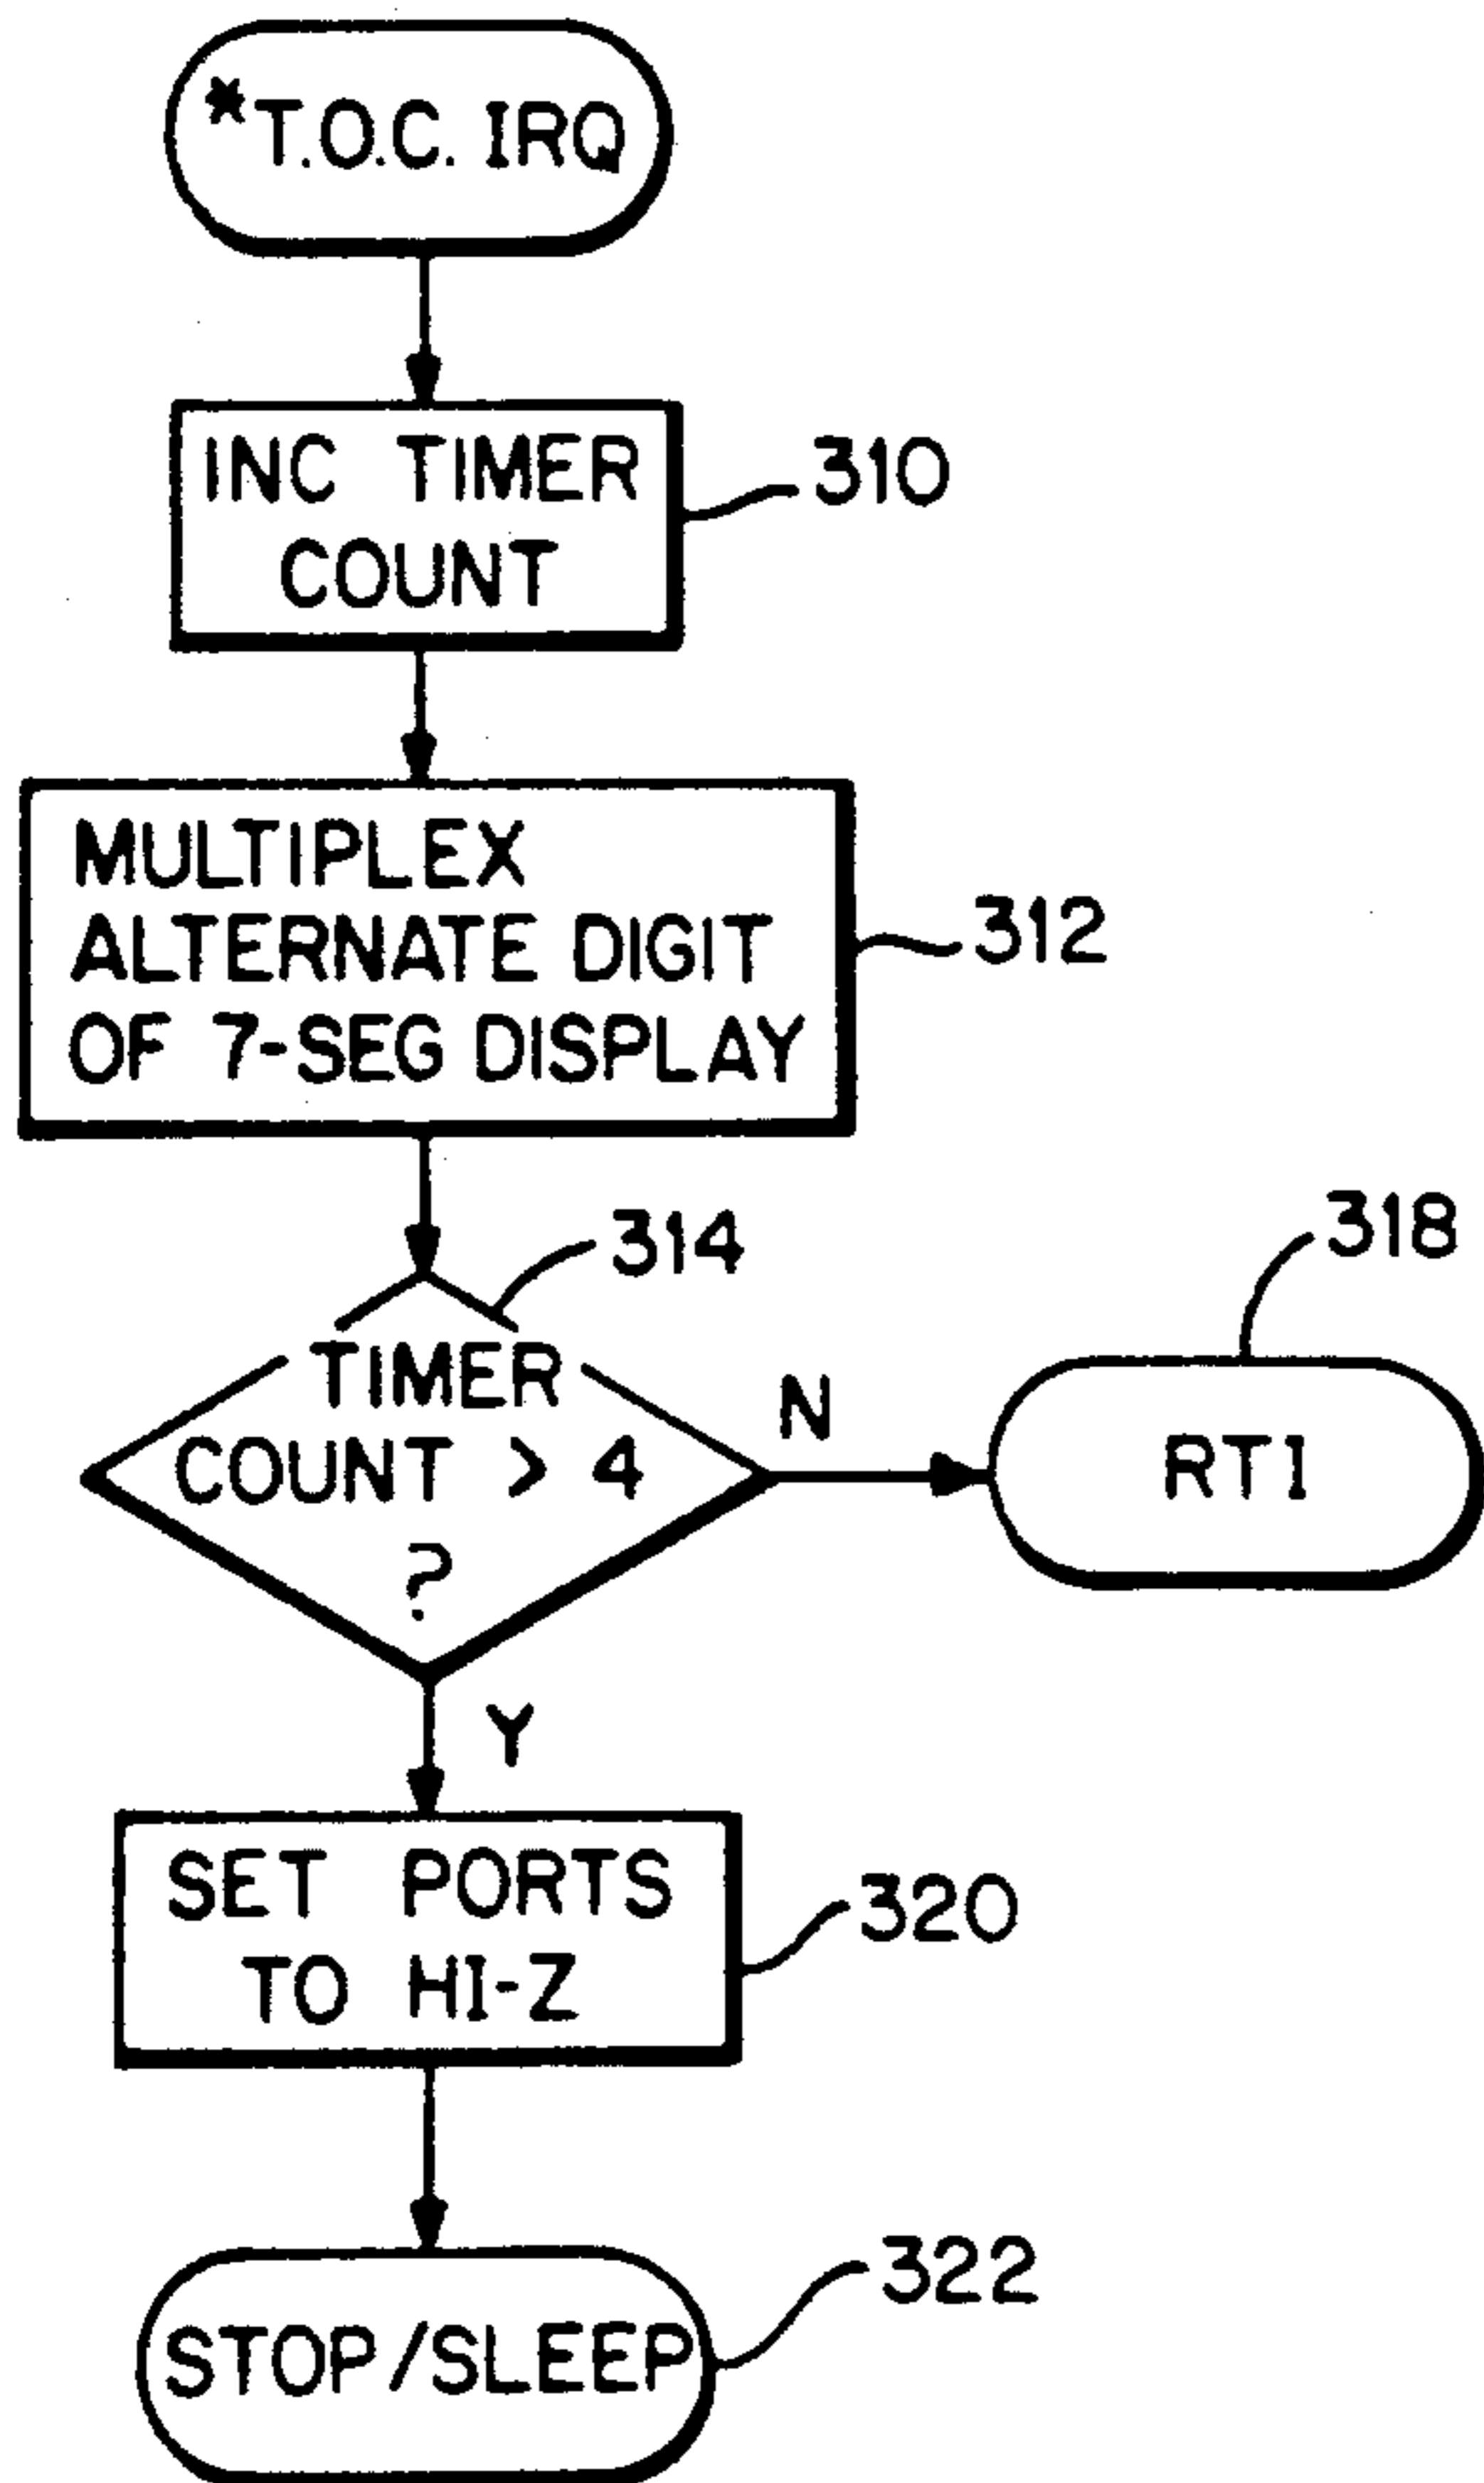 *T.O.C. IRQ
INC TIMER
COUNT
310
MULTIPLEX
ALTERNATE DIGIT
OF 7-SEG DISPLAY
312
314
318
TIMER
COUNT > 4
?
N
RTI
Y
SET PORTS
TO HI-Z
320
322
STOP/SLEEP